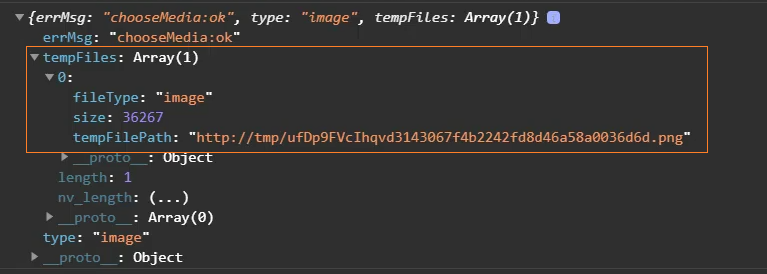 {errMsg: "chooseMedia:ok", type: "image", tempFiles: Array(1)}
errMsg: "chooseMedia:ok"
tempFiles: Array(1)
0:
fileType: "image"
size: 36267
tempFilePath: "http://tmp/ufDp9FVcIhqvd3143067f4b2242fd8d46a58a0036d6d.png"
__proto__: Object
length: 1
nv_length: (...)
__proto__: Array(0)
type: "image"
__proto__: Object